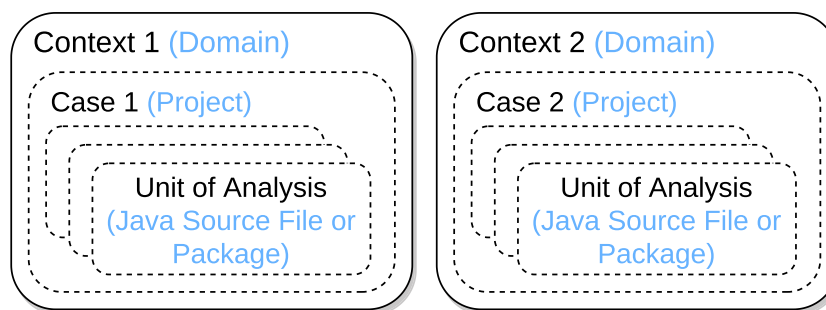 Context 1 (Domain)
Case 1 (Project)
Unit of Analysis
(Java Source File or
Package)
Context 2 (Domain)
Case 2 (Project)
Unit of Analysis
(Java Source File or
Package)